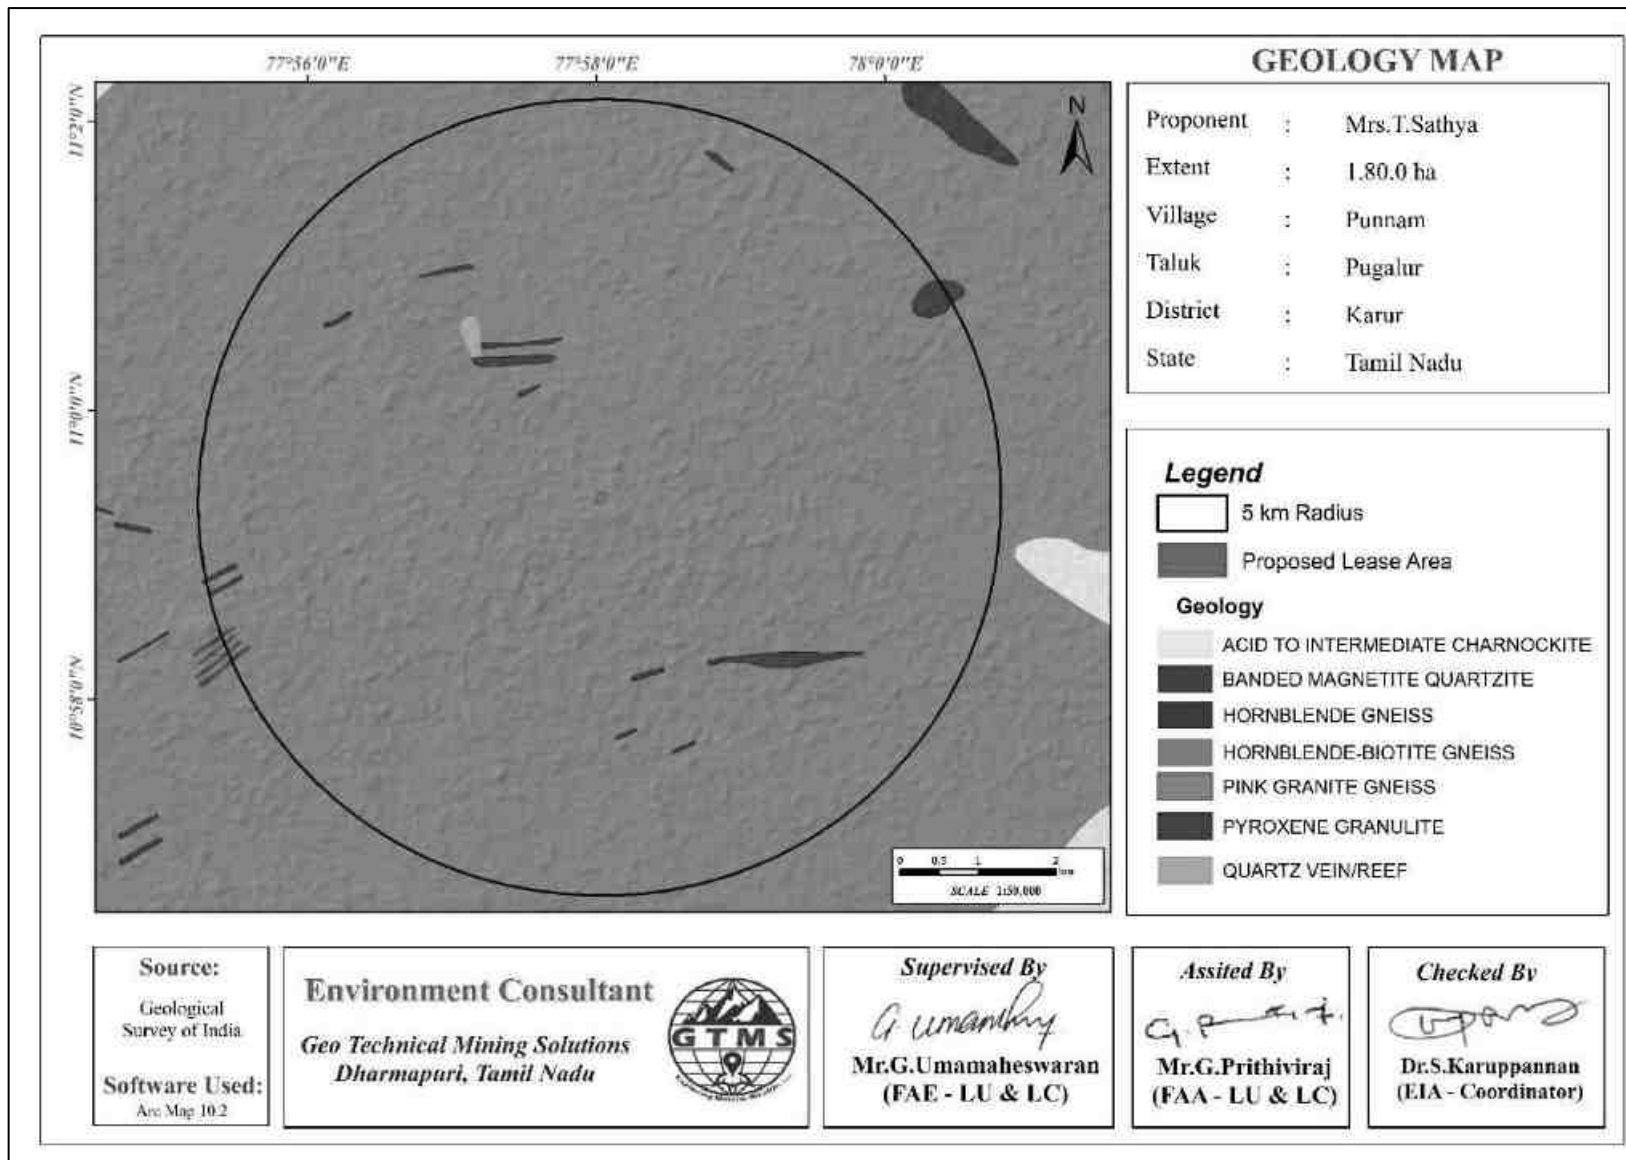 GEOLOGY MAP
77°56'0"E 77°58'0"E 78°0'0"E
11°2'0"N
11°0'0"N
10°58'0"N
N
Proponent : Mrs.T.Sathya
Extent : 1.80.0 ha
Village : Punnam
Taluk : Pugalur
District : Karur
State : Tamil Nadu
Legend
5 km Radius
Proposed Lease Area
Geology
ACID TO INTERMEDIATE CHARNOCKITE
BANDED MAGNETITE QUARTZITE
HORNBLENDE GNEISS
HORNBLENDE-BIOTITE GNEISS
PINK GRANITE GNEISS
PYROXENE GRANULITE
QUARTZ VEIN/REEF
0 0.5 1 2
km
SCALE 1:50,000
Source:
Geological
Survey of India
Software Used:
Arc Map 10.2
Environment Consultant
Geo Technical Mining Solutions
Dharmapuri, Tamil Nadu
GTMS
Supervised By
Mr.G.Umamaheswaran
(FAE - LU & LC)
Assited By
Mr.G.Prithiviraj
(FAA - LU & LC)
Checked By
Dr.S.Karuppannan
(EIA - Coordinator)